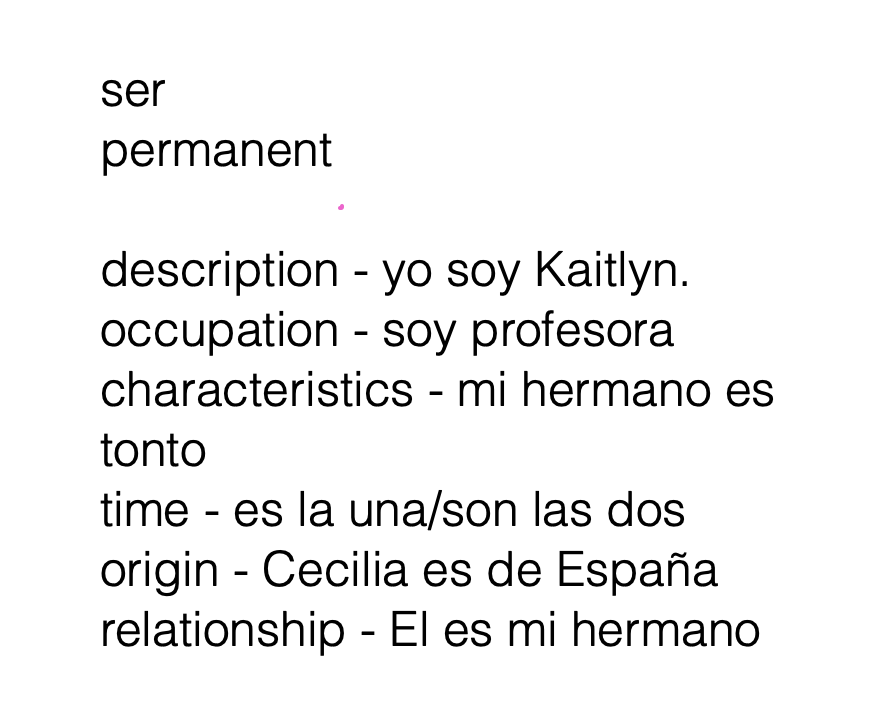 ser
permanent
description - yo soy Kaitlyn.
occupation - soy profesora
characteristics - mi hermano es
tonto
time - es la una/son las dos
origin - Cecilia es de España
relationship - El es mi hermano